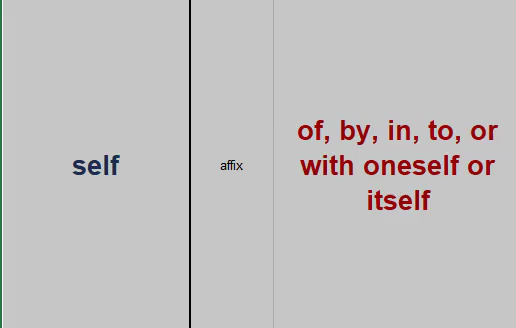 self
affix
of, by, in, to, or
with oneself or
itself